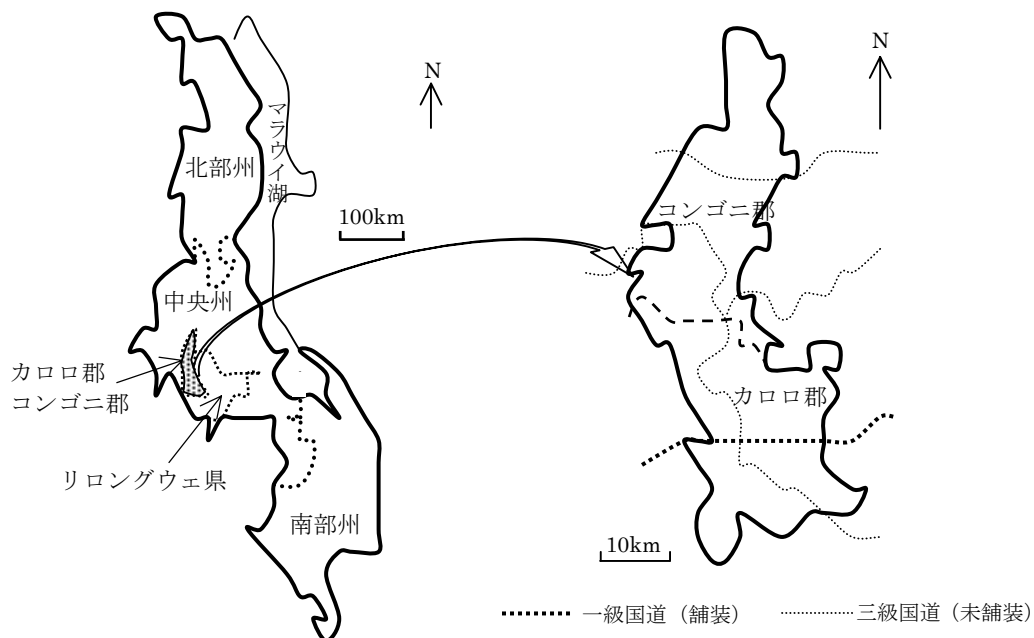 N
マラウイ湖
北部州
100km
中央州
カロロ郡
コンゴニ郡
リロングウェ県
南部州
N
コンゴニ郡
カロロ郡
10km
一級国道（舗装）
三級国道（未舗装）